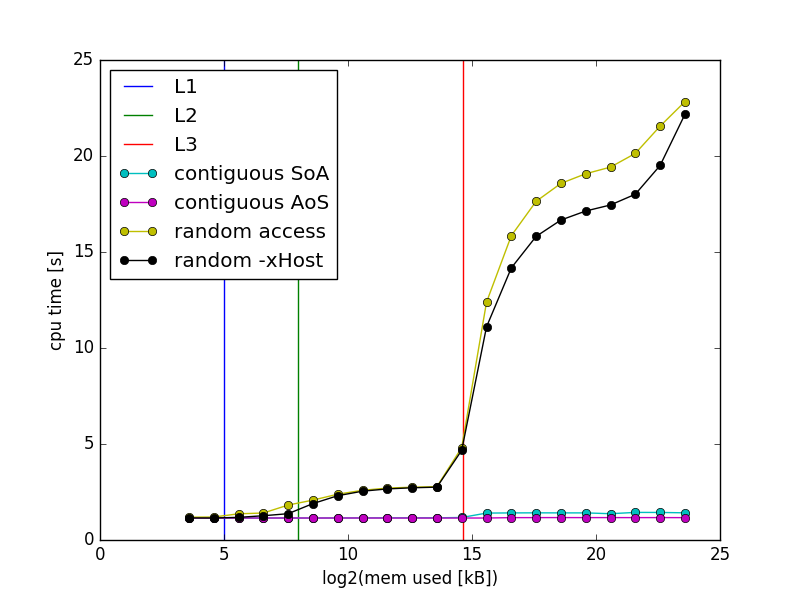 25
20
15
10
5
0
cpu time [s]
L1
L2
L3
contiguous SoA
contiguous AoS
random access
random -xHost
0 5 10 15 20 25
log2(mem used [kB])